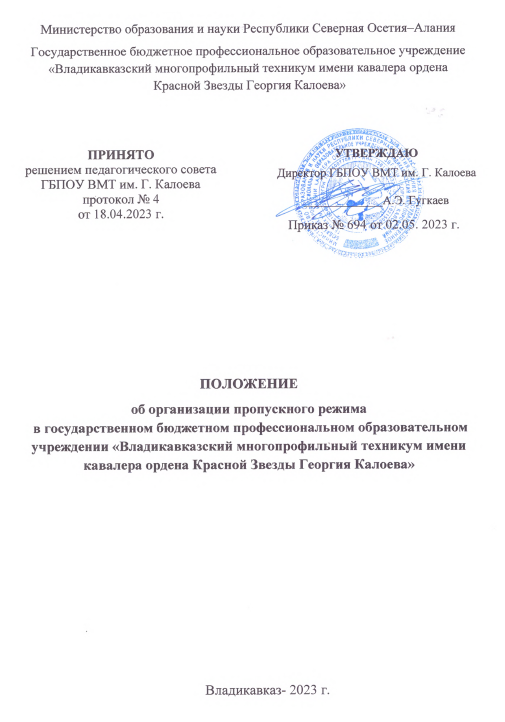 Министерство образования и науки Республики Северная Осетия–Алания
Государственное бюджетное профессиональное образовательное учреждение
«Владикавказский многопрофильный техникум имени кавалера ордена
Красной Звезды Георгия Калоева»
ПРИНЯТО
решением педагогического совета
ГБПОУ ВМТ им. Г. Калоева
протокол № 4
от 18.04.2023 г.
УТВЕРЖДАЮ
Директор ГБПОУ ВМТ им. Г. Калоева
А.Э. Гугкаев
Приказ № 694 от 02.05. 2023 г.
ПОЛОЖЕНИЕ
об организации пропускного режима
в государственном бюджетном профессиональном образовательном
учреждении «Владикавказский многопрофильный техникум имени
кавалера ордена Красной Звезды Георгия Калоева»
Владикавказ- 2023 г.